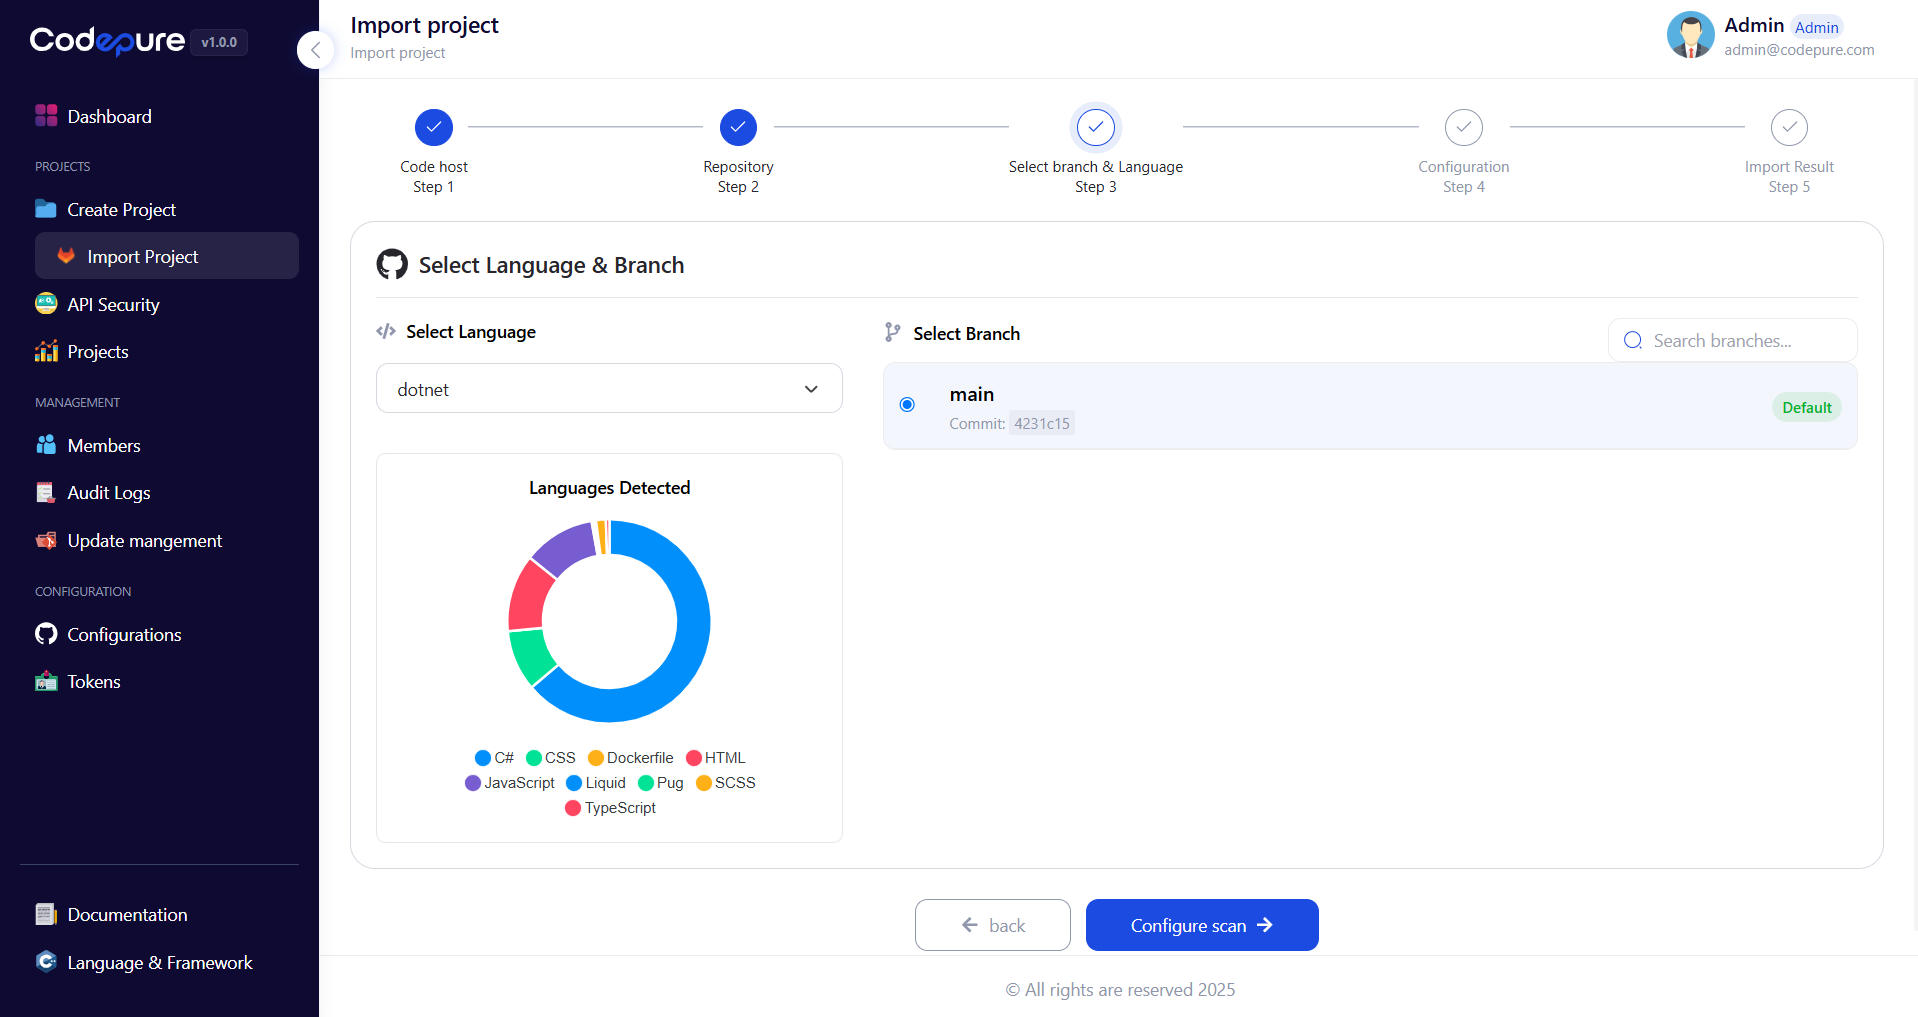 Codepure v1.0.0
Dashboard
PROJECTS
Create Project
Import Project
API Security
Projects
MANAGEMENT
Members
Audit Logs
Update mangement
CONFIGURATION
Configurations
Tokens
Documentation
Language & Framework
Import project
Import project
Admin Admin
admin@codepure.com
Code host
Step 1
Repository
Step 2
Select branch & Language
Step 3
Configuration
Step 4
Import Result
Step 5
Select Language & Branch
Select Language
dotnet
Languages Detected
C# CSS Dockerfile HTML
JavaScript Liquid Pug SCSS
TypeScript
Select Branch
Search branches...
main
Commit: 4231c15
Default
back
Configure scan
© All rights are reserved 2025